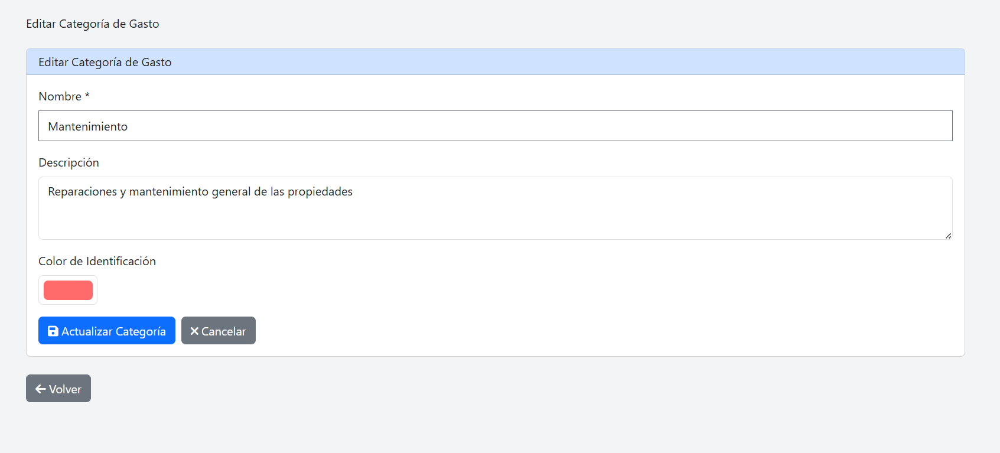 Editar Categoría de Gasto
Editar Categoría de Gasto
Nombre *
Mantenimiento
Descripción
Reparaciones y mantenimiento general de las propiedades
Color de Identificación
Actualizar Categoría
Cancelar
Volver